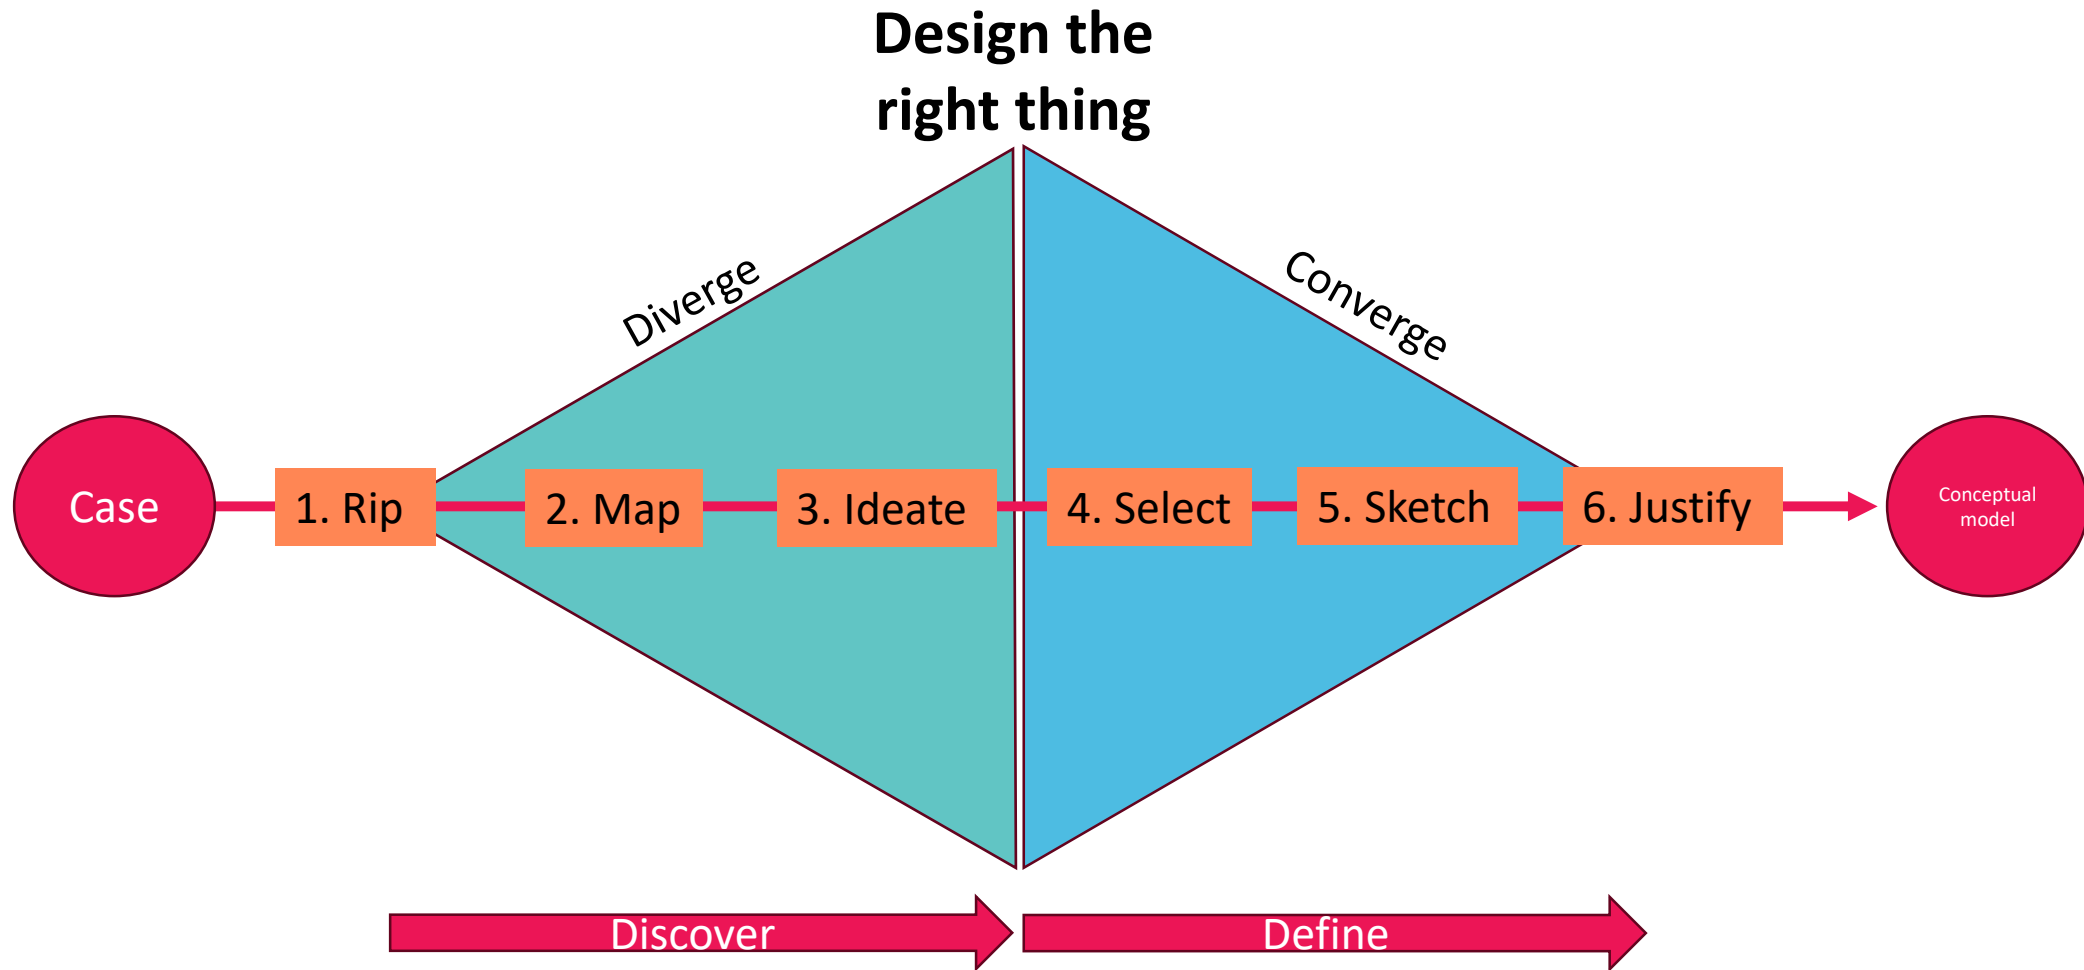 Design the
right thing
Diverge
Converge
Case
1. Rip
2. Map
3. Ideate
4. Select
5. Sketch
6. Justify
Conceptual
model
Discover
Define